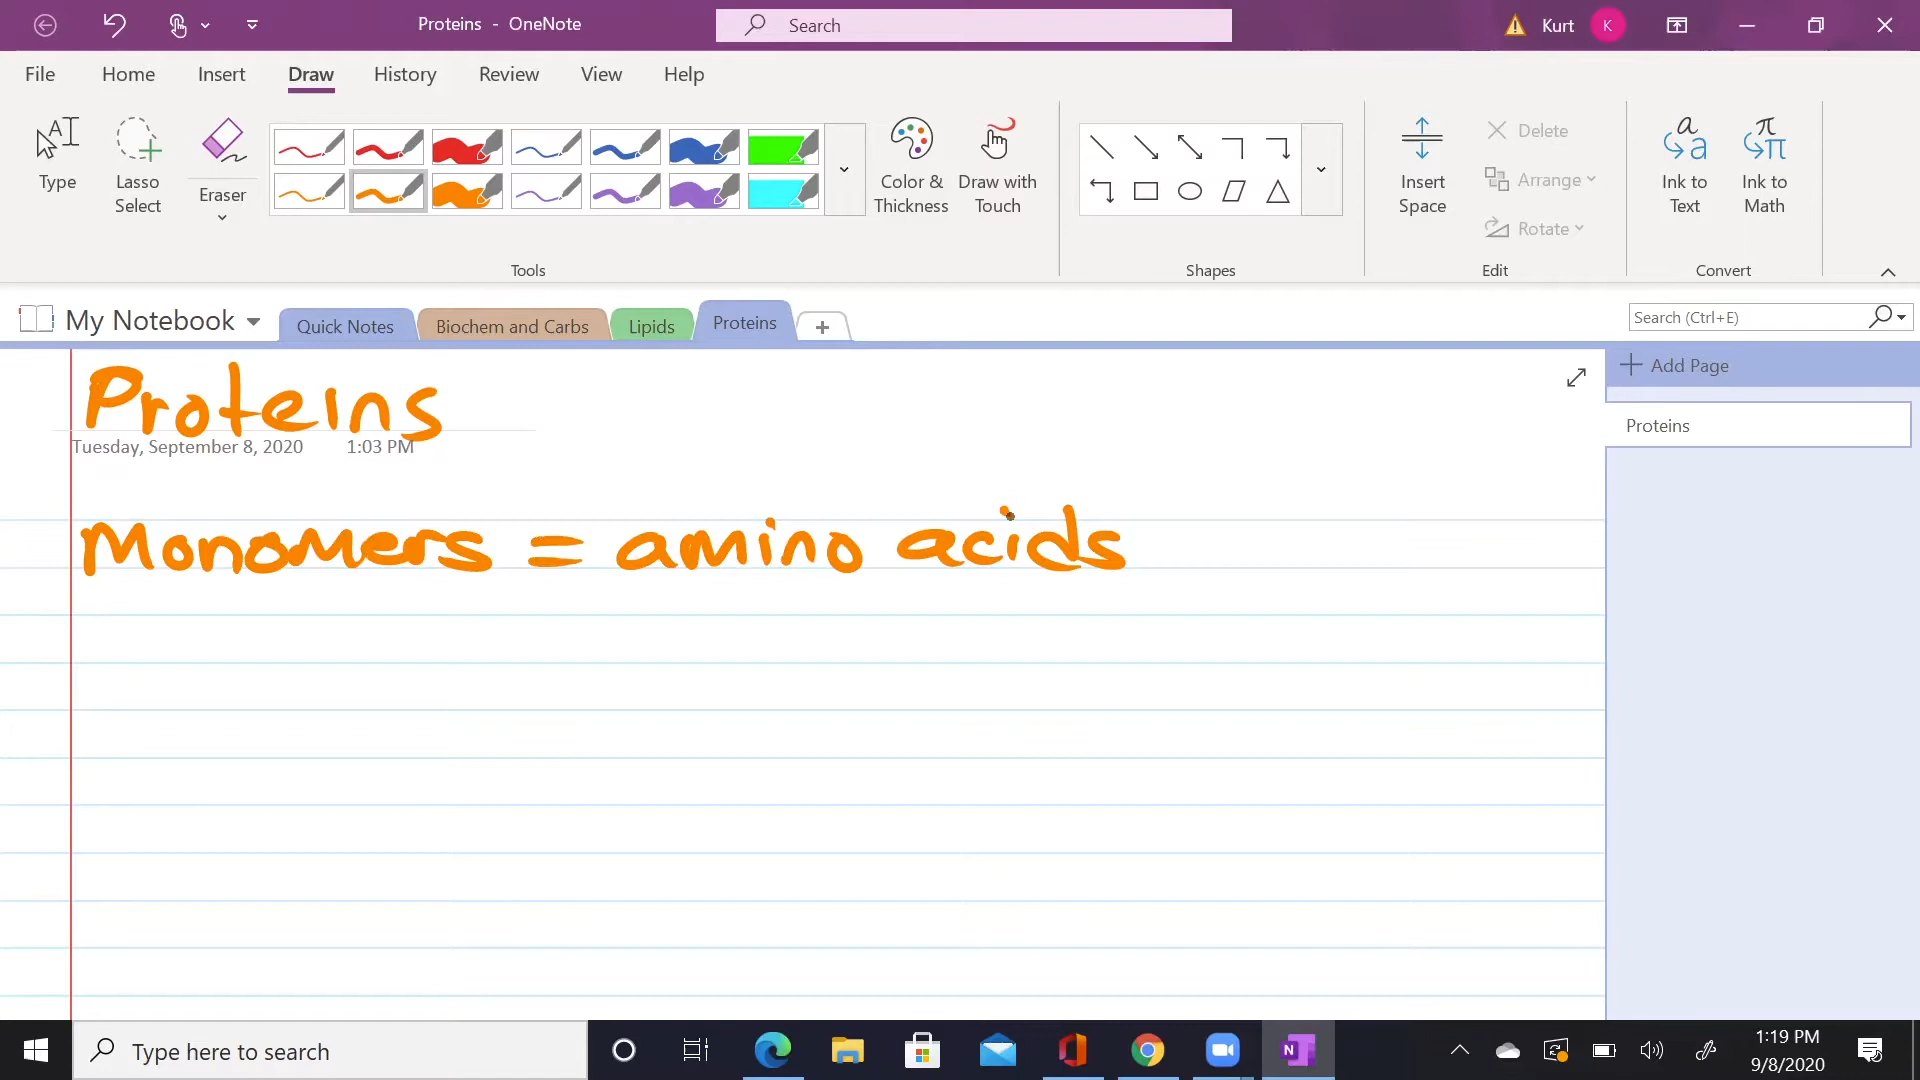 Proteins - OneNote
Search
Kurt
K
File Home Insert Draw History Review View Help
Type
Lasso Select
Eraser
Color & Thickness
Draw with Touch
Insert Space
Delete
Arrange
Rotate
Ink to Text
Ink to Math
Tools
Shapes
Edit
Convert
My Notebook
Quick Notes
Biochem and Carbs
Lipids
Proteins
Search (Ctrl+E)
Add Page
Proteins
Proteins
Tuesday, September 8, 2020 1:03 PM
Monomers = amino acids
Type here to search
1:19 PM
9/8/2020